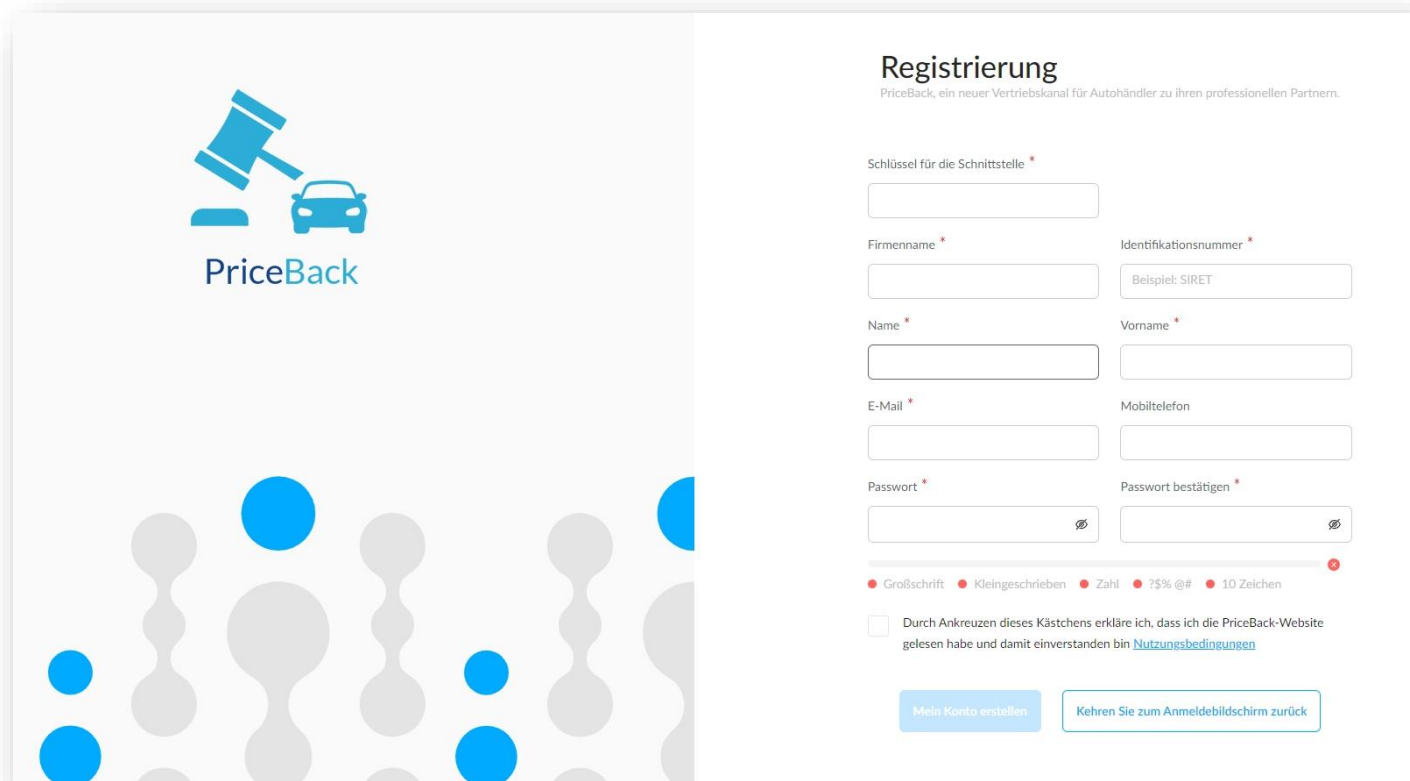 PriceBack
Registrierung
PriceBack, ein neuer Vertriebskanal für Autohändler zu ihren professionellen Partnern.
Schlüssel für die Schnittstelle *
Firmenname *
Identifikationsnummer *
Beispiel: SIRET
Name *
Vorname *
E-Mail *
Mobiltelefon
Passwort *
Passwort bestätigen *
Großschrift Kleingeschrieben Zahl ?$% @# 10 Zeichen
Durch Ankreuzen dieses Kästchens erkläre ich, dass ich die PriceBack-Website
gelesen habe und damit einverstanden bin Nutzungsbedingungen
Mein Konto erstellen
Kehren Sie zum Anmeldebildschirm zurück